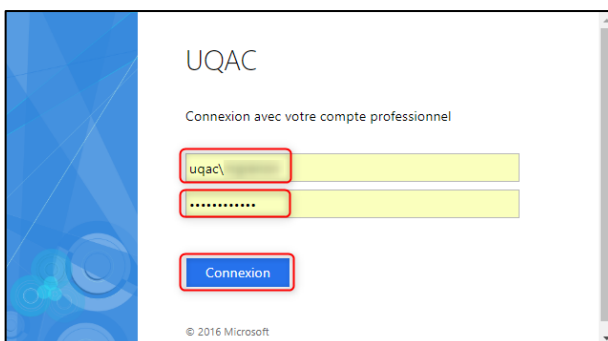 UQAC
Connexion avec votre compte professionnel
uqac\
••••••••••••
Connexion
© 2016 Microsoft